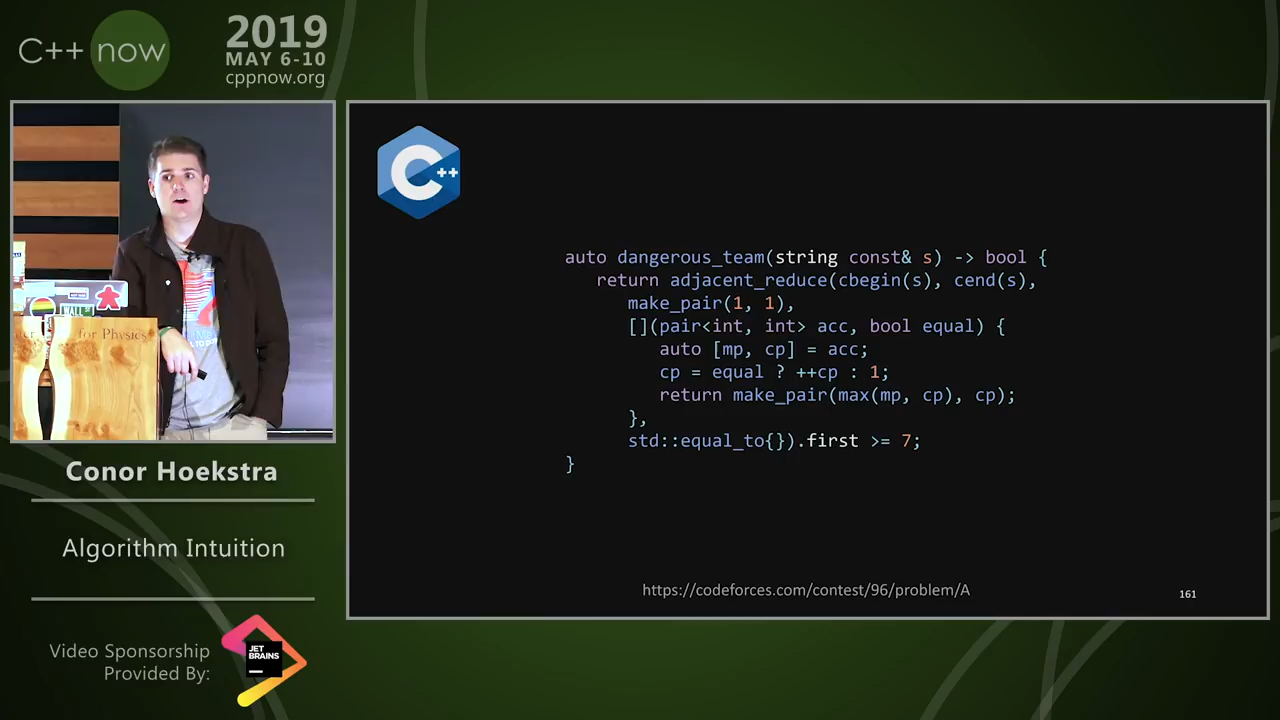 C++ now
2019
MAY 6-10
cppnow.org
for Physics
Conor Hoekstra
Algorithm Intuition
Video Sponsorship
Provided By:
JET
BRAINS
C++
auto dangerous_team(string const& s) -> bool {
   return adjacent_reduce(cbegin(s), cend(s),
      make_pair(1, 1),
      [](pair<int, int> acc, bool equal) {
         auto [mp, cp] = acc;
         cp = equal ? ++cp : 1;
         return make_pair(max(mp, cp), cp);
      },
      std::equal_to{}).first >= 7;
}
https://codeforces.com/contest/96/problem/A
161